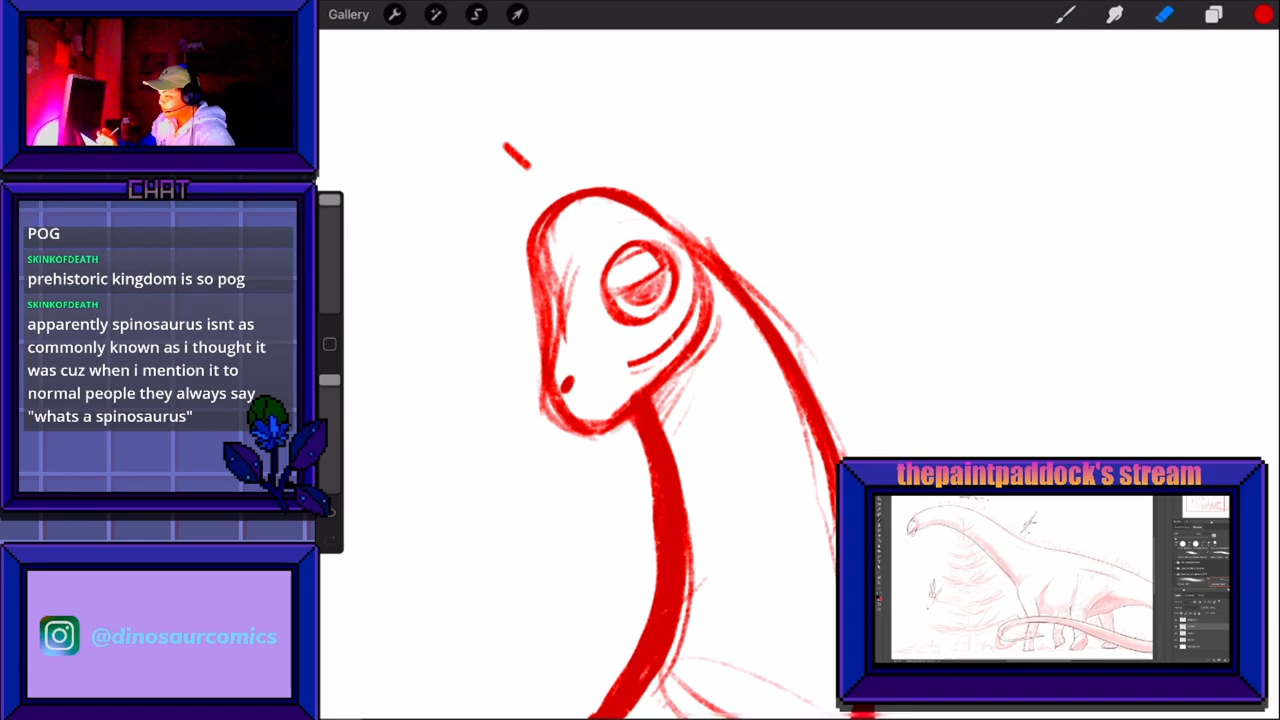 Gallery
CHAT
POG
SKINKOFDEATH
prehistoric kingdom is so pog
SKINKOFDEATH
apparently spinosaurus isnt as
commonly known as i thought it
was cuz when i mention it to
normal people they always say
"whats a spinosaurus"
@dinosaurcomics
thepaintpaddock's stream